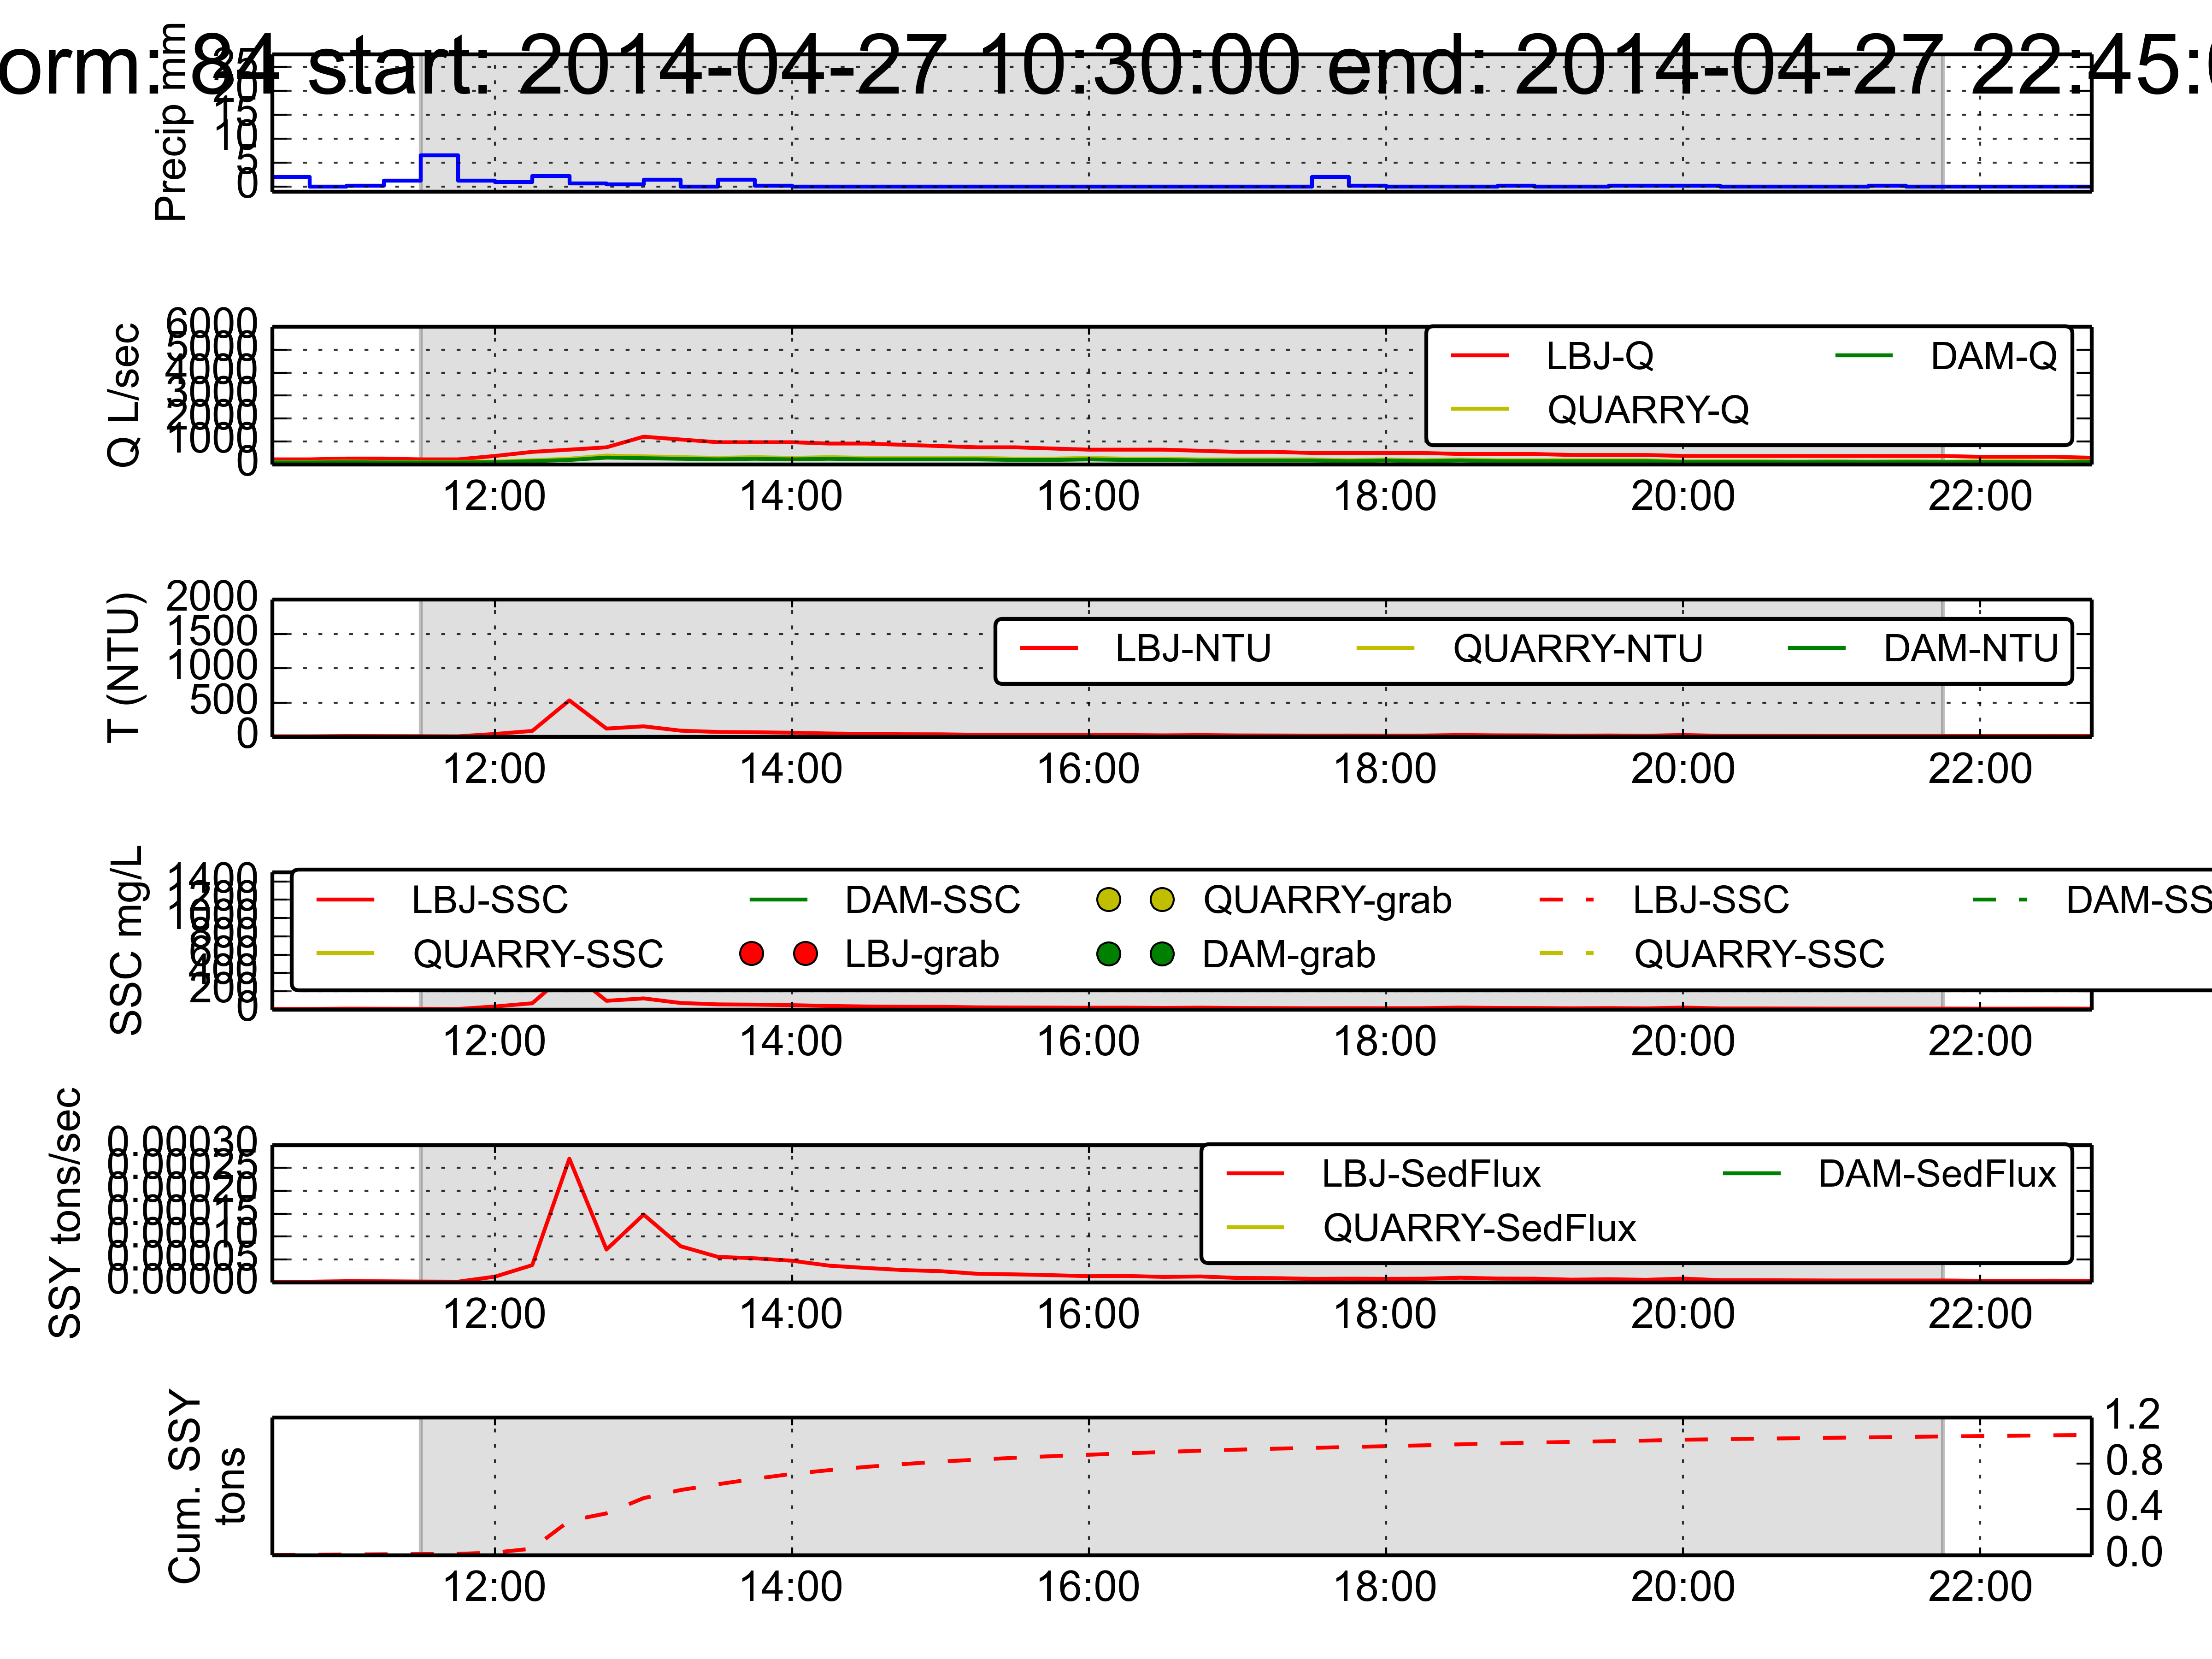 orm: 84 start: 2014-04-27 10:30:00 end: 2014-04-27 22:45:0
Precip mm
25
20
15
10
5
0
Q L/sec
6000
5000
4000
3000
2000
1000
0
LBJ-Q DAM-Q
QUARRY-Q
12:00 14:00 16:00 18:00 20:00 22:00
T (NTU)
2000
1500
1000
500
0
LBJ-NTU QUARRY-NTU DAM-NTU
12:00 14:00 16:00 18:00 20:00 22:00
SSC mg/L
1400
1200
1000
800
600
400
200
0
LBJ-SSC DAM-SSC QUARRY-grab LBJ-SSC DAM-SS
QUARRY-SSC LBJ-grab DAM-grab QUARRY-SSC
12:00 14:00 16:00 18:00 20:00 22:00
SSY tons/sec
0.00030
0.00025
0.00020
0.00015
0.00010
0.00005
0.00000
LBJ-SedFlux DAM-SedFlux
QUARRY-SedFlux
12:00 14:00 16:00 18:00 20:00 22:00
Cum. SSY
tons
1.2
0.8
0.4
0.0
12:00 14:00 16:00 18:00 20:00 22:00